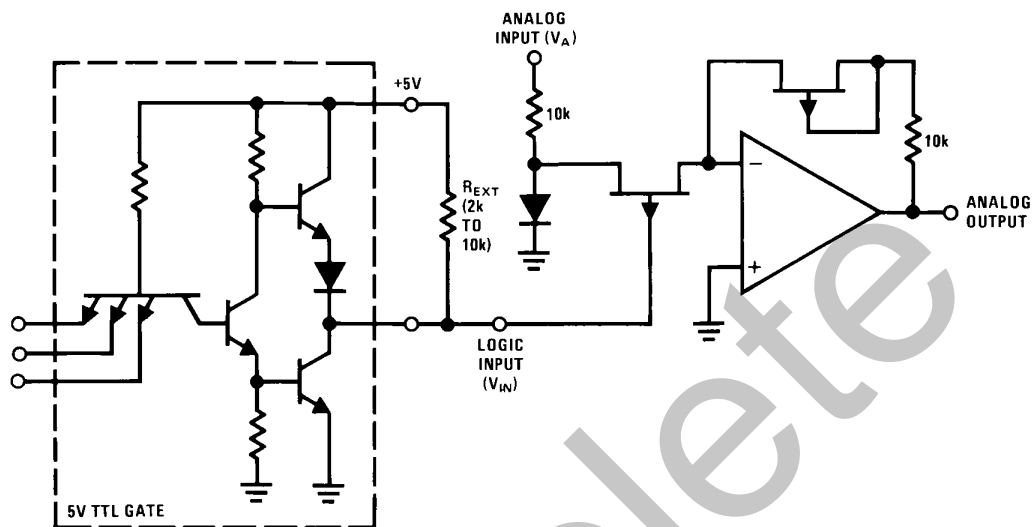 ANALOG
INPUT (VA)
+5V
10k
10k
REXT
(2k
TO
10k)
−
+
ANALOG
OUTPUT
LOGIC
INPUT
(VIN)
5V TTL GATE